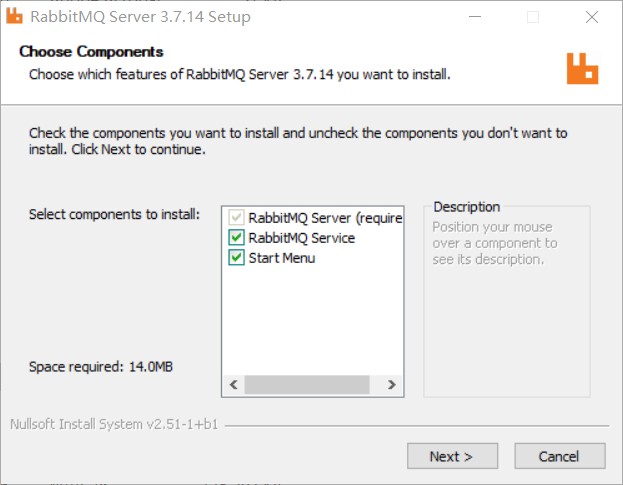 RabbitMQ Server 3.7.14 Setup
Choose Components
Choose which features of RabbitMQ Server 3.7.14 you want to install.
Check the components you want to install and uncheck the components you don't want to
install. Click Next to continue.
Select components to install:
RabbitMQ Server (require
RabbitMQ Service
Start Menu
Description
Position your mouse
over a component to
see its description.
Space required: 14.0MB
Nullsoft Install System v2.51-1+b1
Next >
Cancel